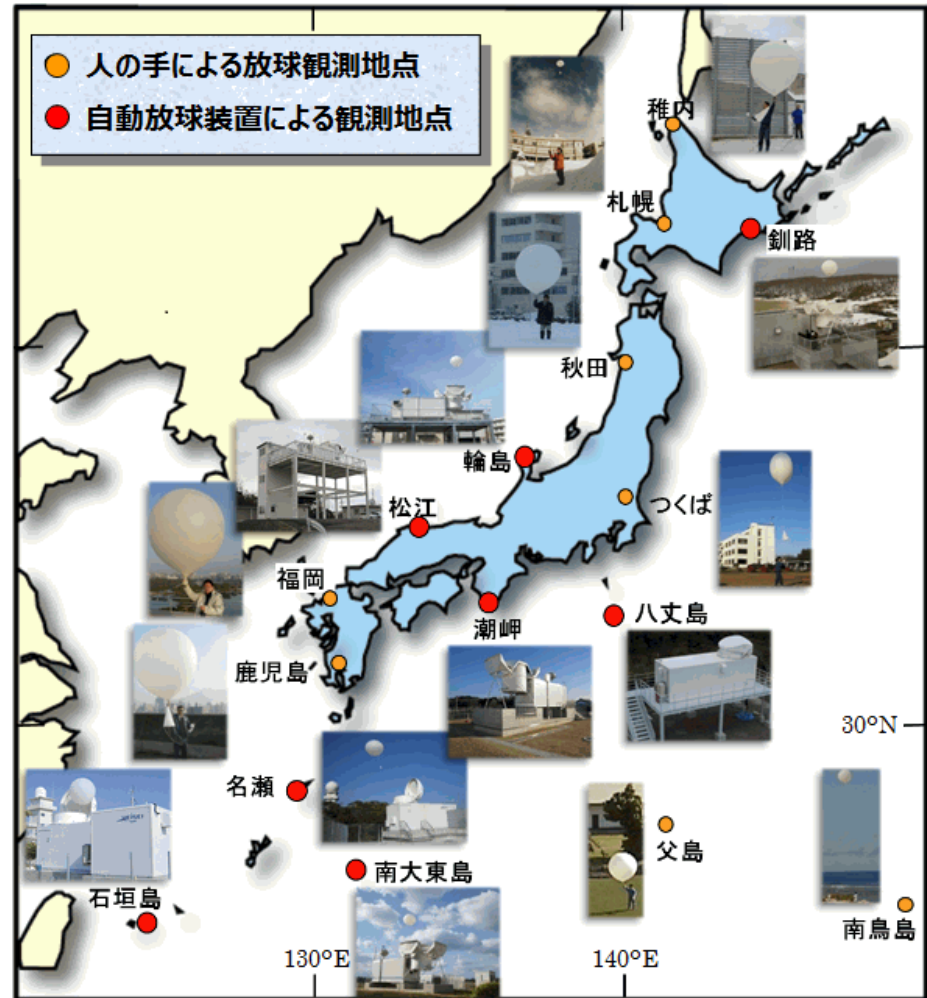 人の手による放球観測地点
自動放球装置による観測地点
稚内
札幌
釧路
秋田
輪島
つくば
松江
福岡
潮岬
八丈島
鹿児島
30°N
名瀬
父島
南大東島
石垣島
南鳥島
130°E
140°E